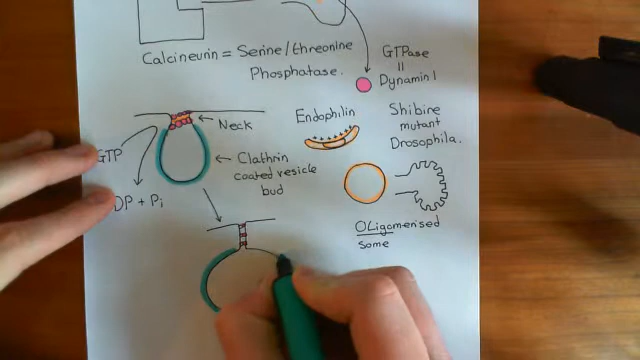 Calcineurin = Serine/threonine
Phosphatase.
GTPase
=
Dynamin 1
Neck
Endophilin
Shibire
mutant
Drosophila.
GTP
DP + Pi
Clathrin
coated vesicle
bud
OLigomerised
some